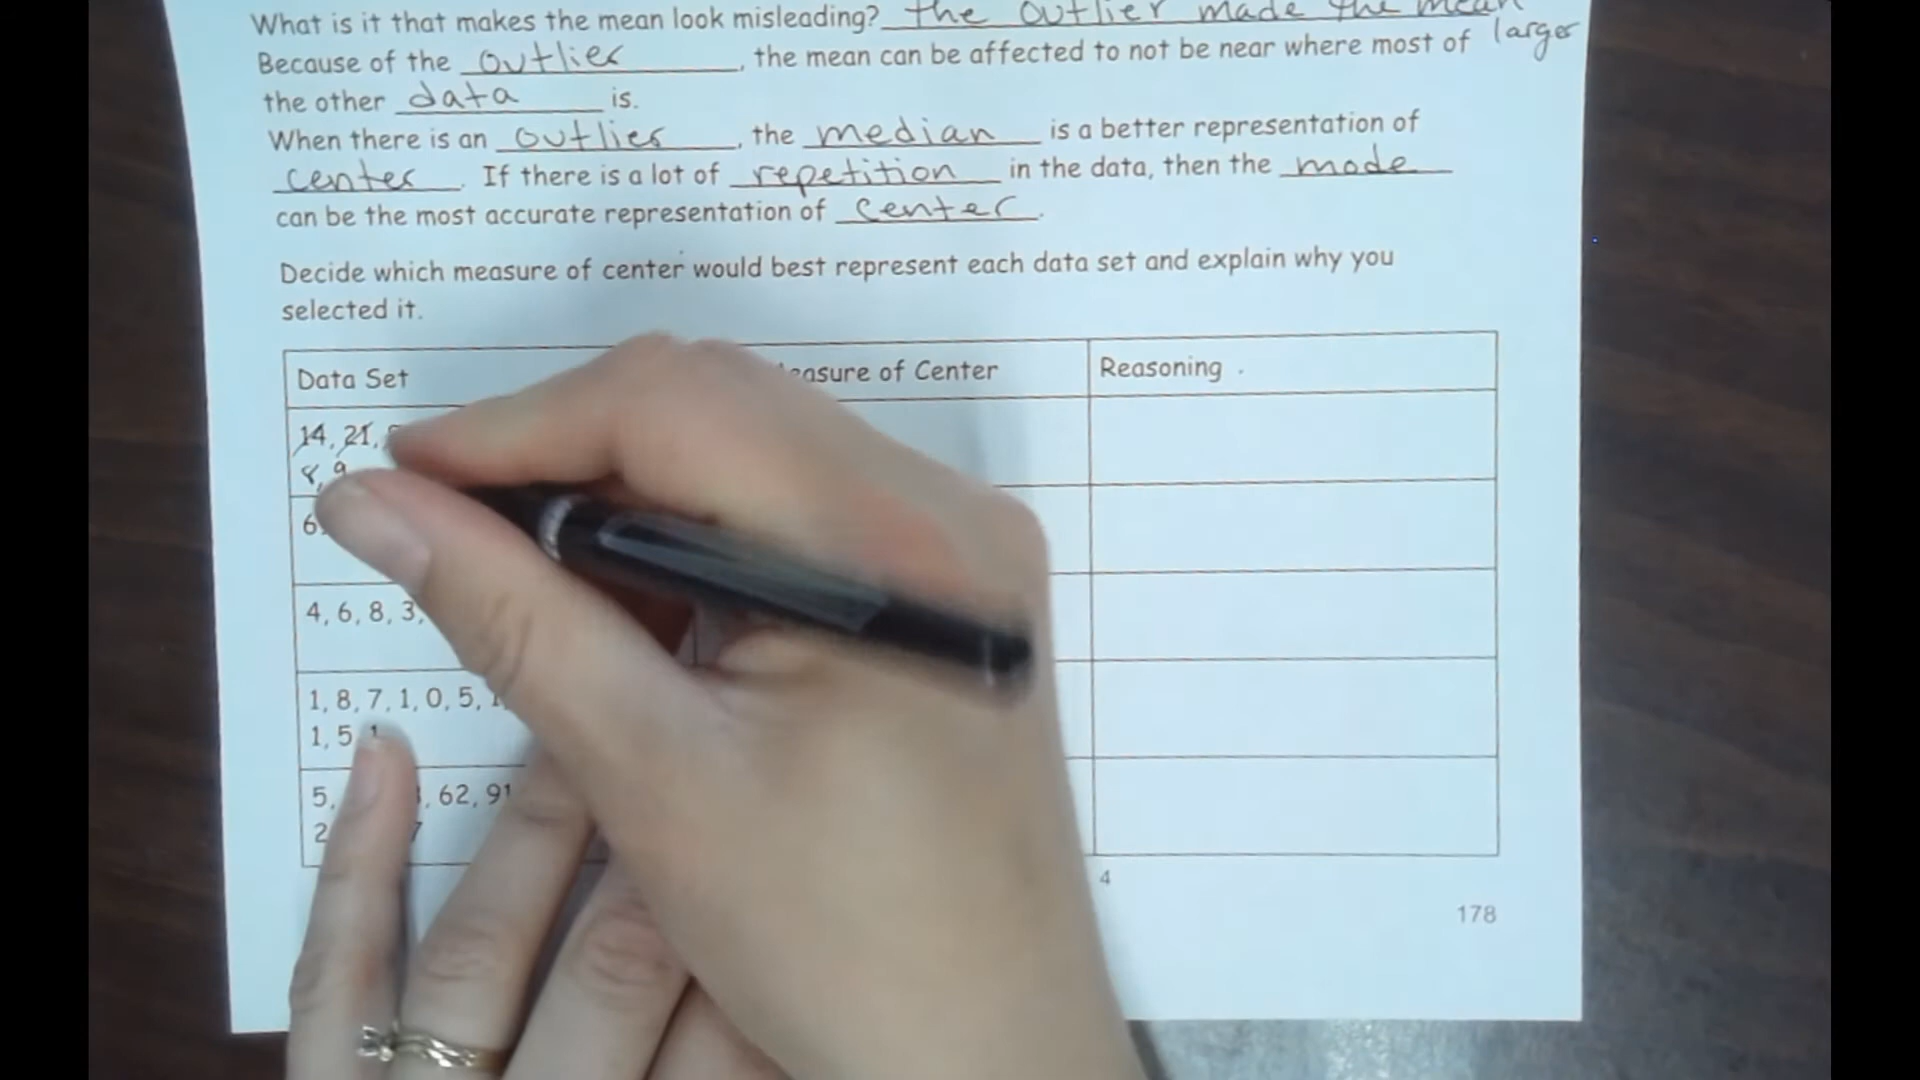 What is it that makes the mean look misleading? the outlier made the mean
larger
Because of the outlier, the mean can be affected to not be near where most of
the other data is.
When there is an outlier, the median is a better representation of
center. If there is a lot of repetition in the data, then the mode
can be the most accurate representation of center.
Decide which measure of center would best represent each data set and explain why you
selected it.
Data Set
easure of Center
Reasoning
14, 21,
8, 9
6
4, 6, 8, 3,
1, 8, 7, 1, 0, 5,
1, 5
5,
, 62, 91
2
4
178